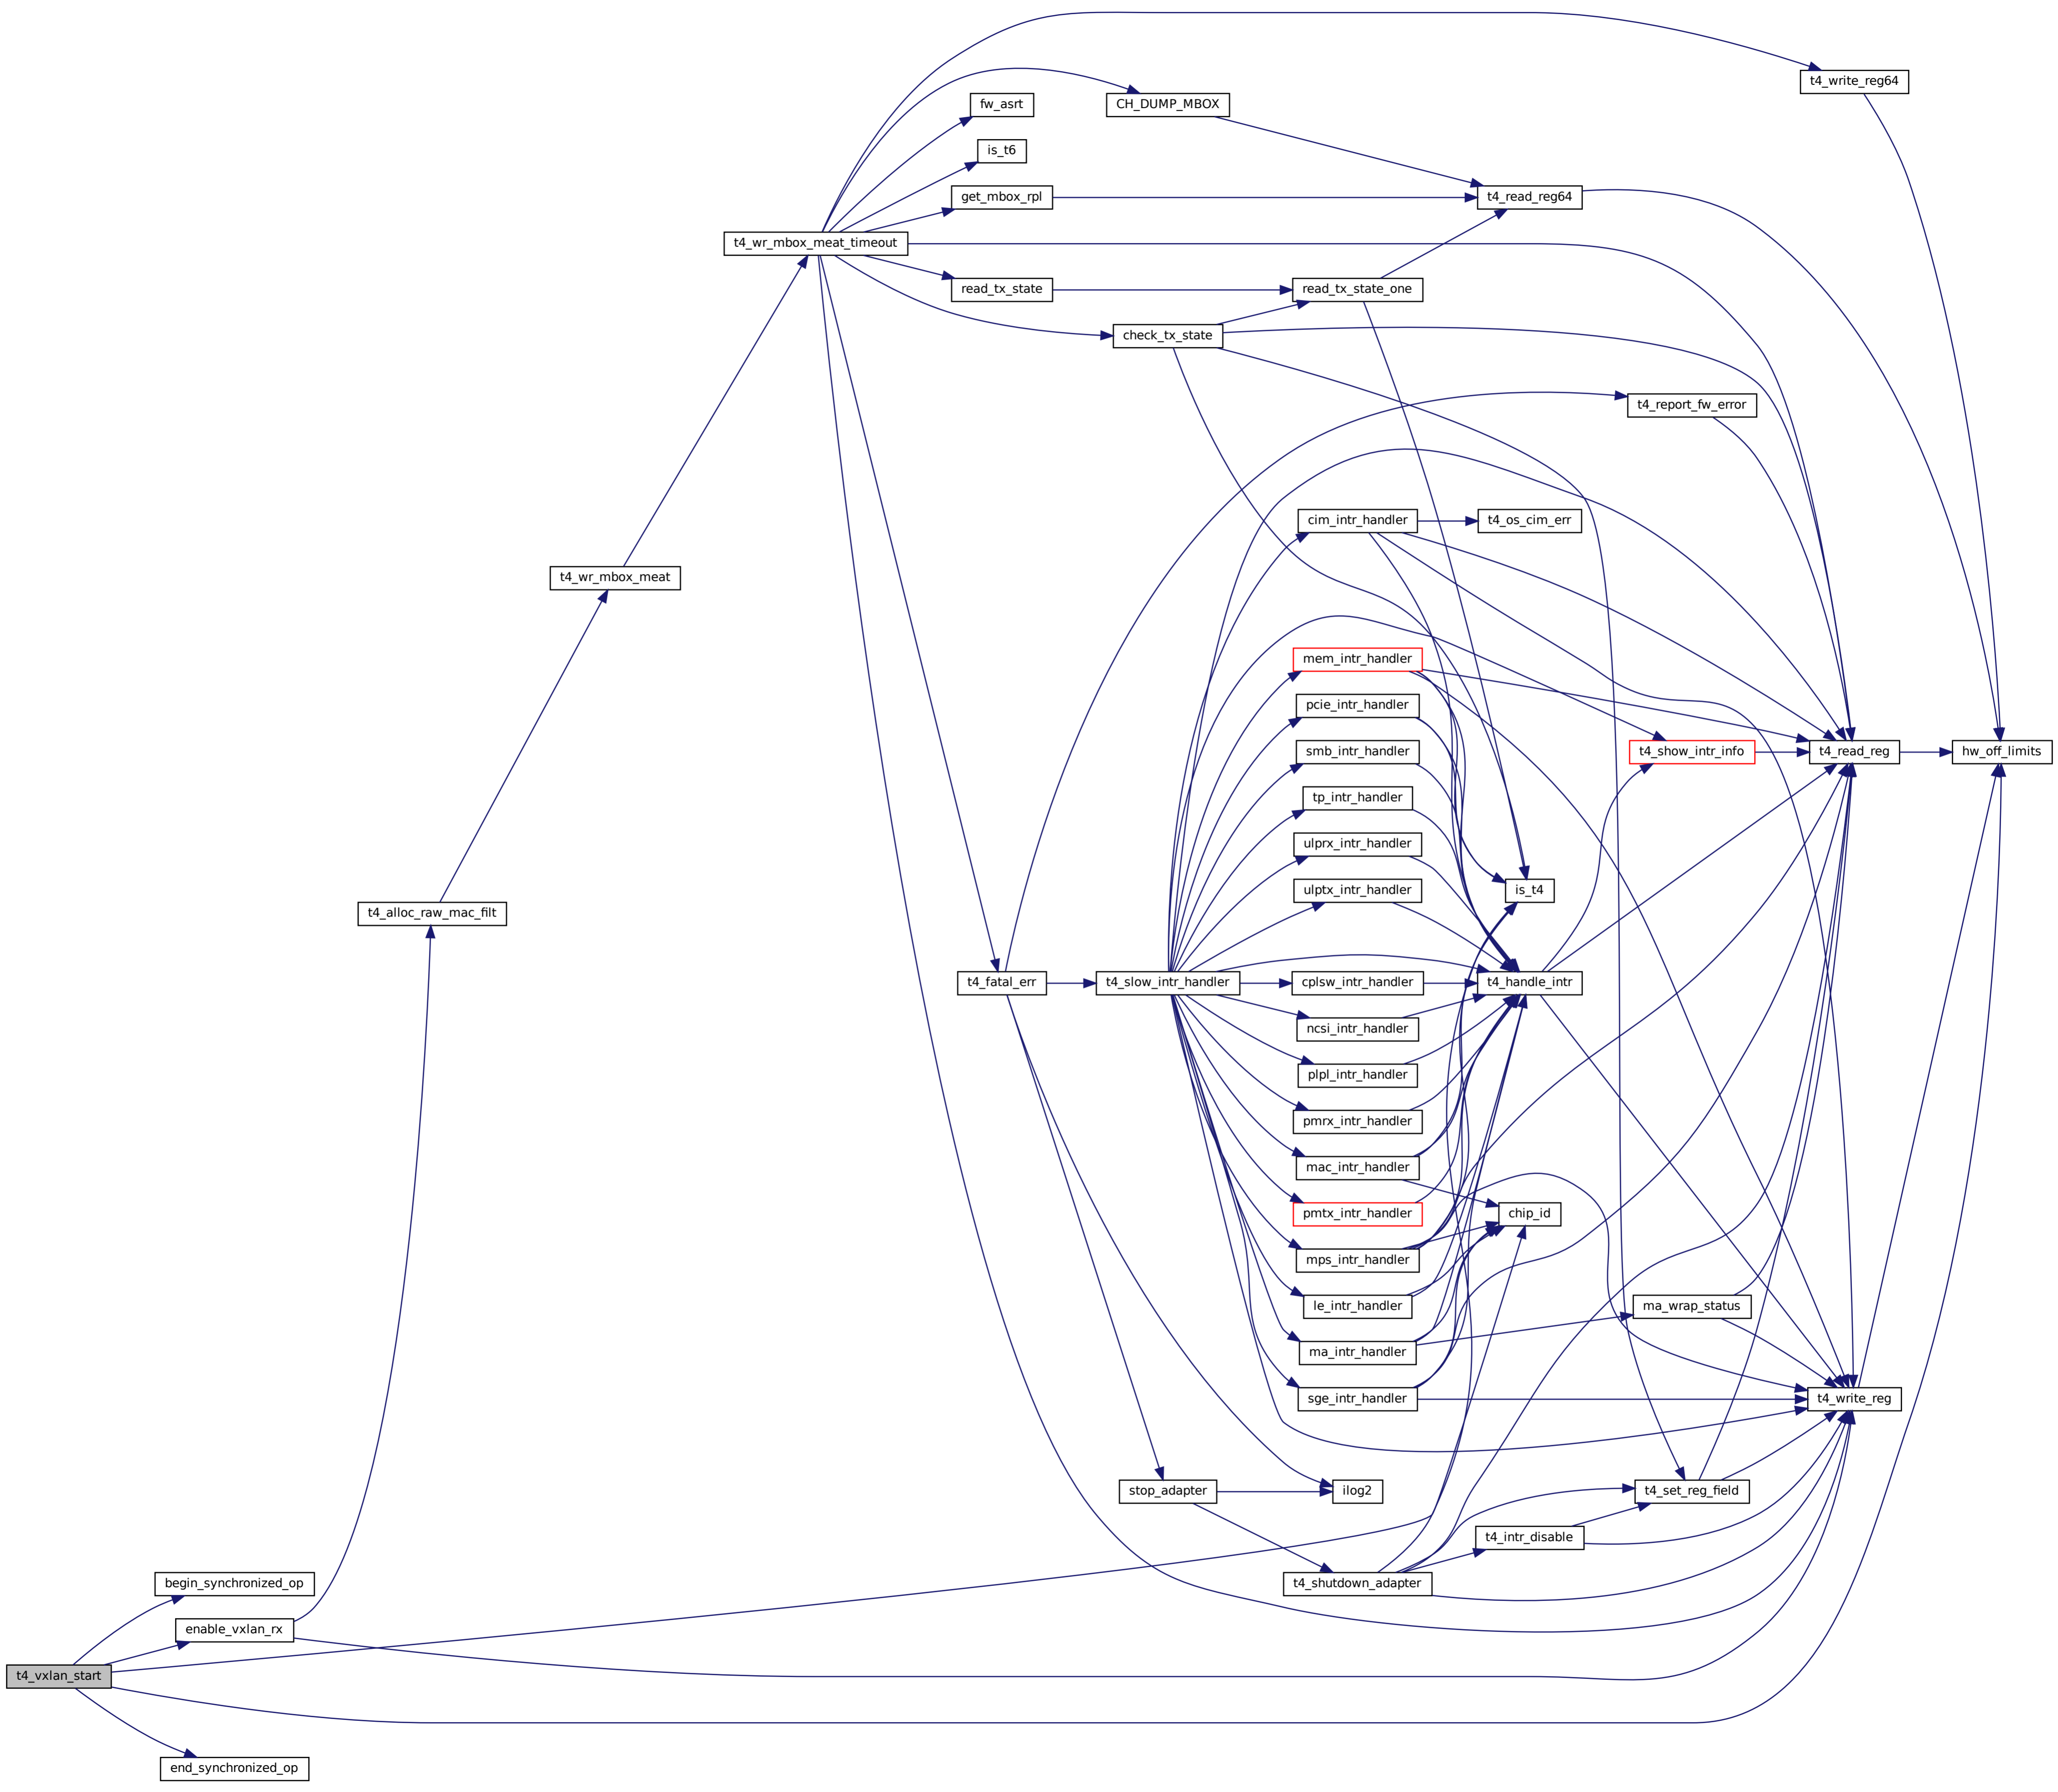 t4_write_reg64
CH_DUMP_MBOX
fw_asrt
is_t6
get_mbox_rpl
t4_read_reg64
t4_wr_mbox_meat_timeout
read_tx_state
read_tx_state_one
check_tx_state
t4_report_fw_error
cim_intr_handler
t4_os_cim_err
t4_wr_mbox_meat
mem_intr_handler
pcie_intr_handler
smb_intr_handler
t4_show_intr_info
t4_read_reg
hw_off_limits
tp_intr_handler
ulprx_intr_handler
ulptx_intr_handler
is_t4
t4_alloc_raw_mac_filt
t4_fatal_err
t4_slow_intr_handler
cplsw_intr_handler
t4_handle_intr
ncsi_intr_handler
plpl_intr_handler
pmrx_intr_handler
mac_intr_handler
pmtx_intr_handler
chip_id
mps_intr_handler
le_intr_handler
ma_wrap_status
ma_intr_handler
sge_intr_handler
t4_write_reg
stop_adapter
ilog2
t4_set_reg_field
t4_intr_disable
begin_synchronized_op
t4_shutdown_adapter
enable_vxlan_rx
t4_vxlan_start
end_synchronized_op